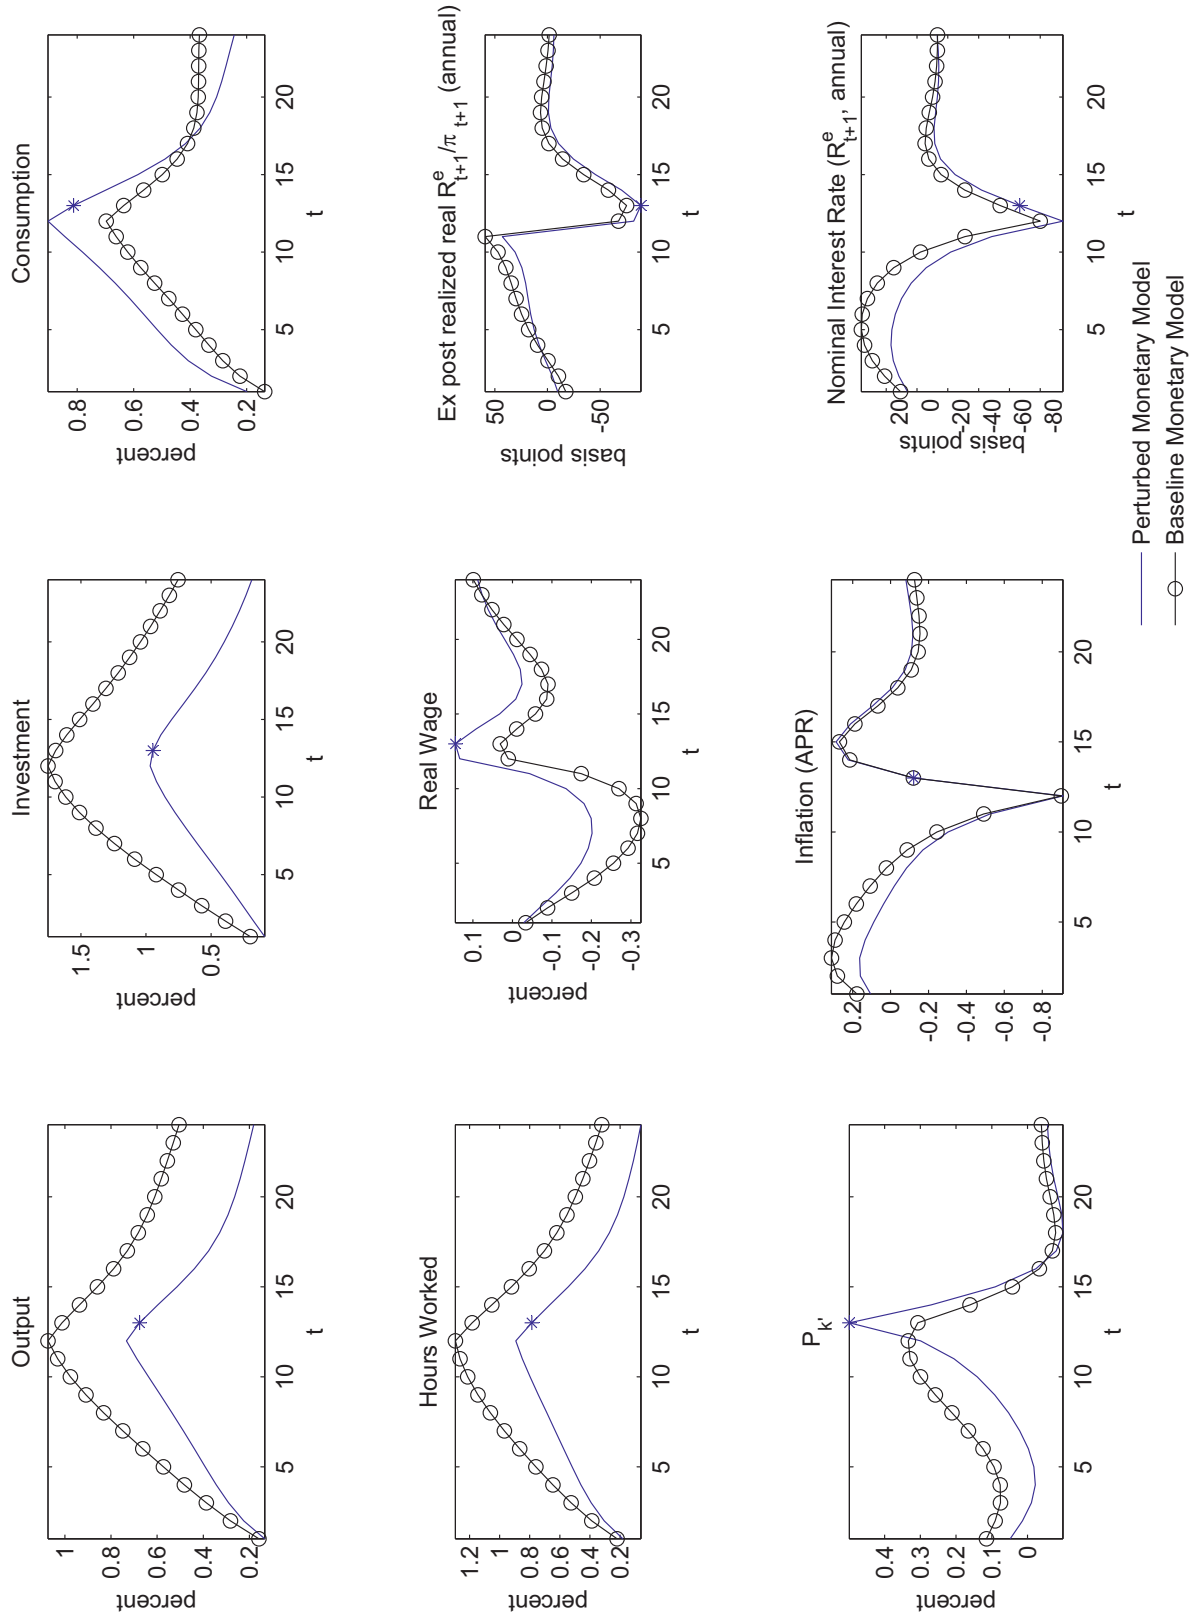 Output
1
0.8
0.6
0.4
0.2
percent
5
10
15
20
t
Investment
1.5
1
0.5
percent
5
10
15
20
t
Consumption
0.8
0.6
0.4
0.2
percent
5
10
15
20
t
Hours Worked
1.2
1
0.8
0.6
0.4
0.2
percent
5
10
15
20
t
Real Wage
0.1
0
-0.1
-0.2
-0.3
percent
5
10
15
20
t
Ex post realized real R^e_{t+1}/π_{t+1} (annual)
50
0
-50
basis points
5
10
15
20
t
P_{k'}
0.4
0.3
0.2
0.1
0
percent
5
10
15
20
t
Inflation (APR)
0.2
0
-0.2
-0.4
-0.6
-0.8
5
10
15
20
t
Nominal Interest Rate (R^e_{t+1}, annual)
20
0
-20
-40
-60
-80
basis points
5
10
15
20
t
Perturbed Monetary Model
Baseline Monetary Model